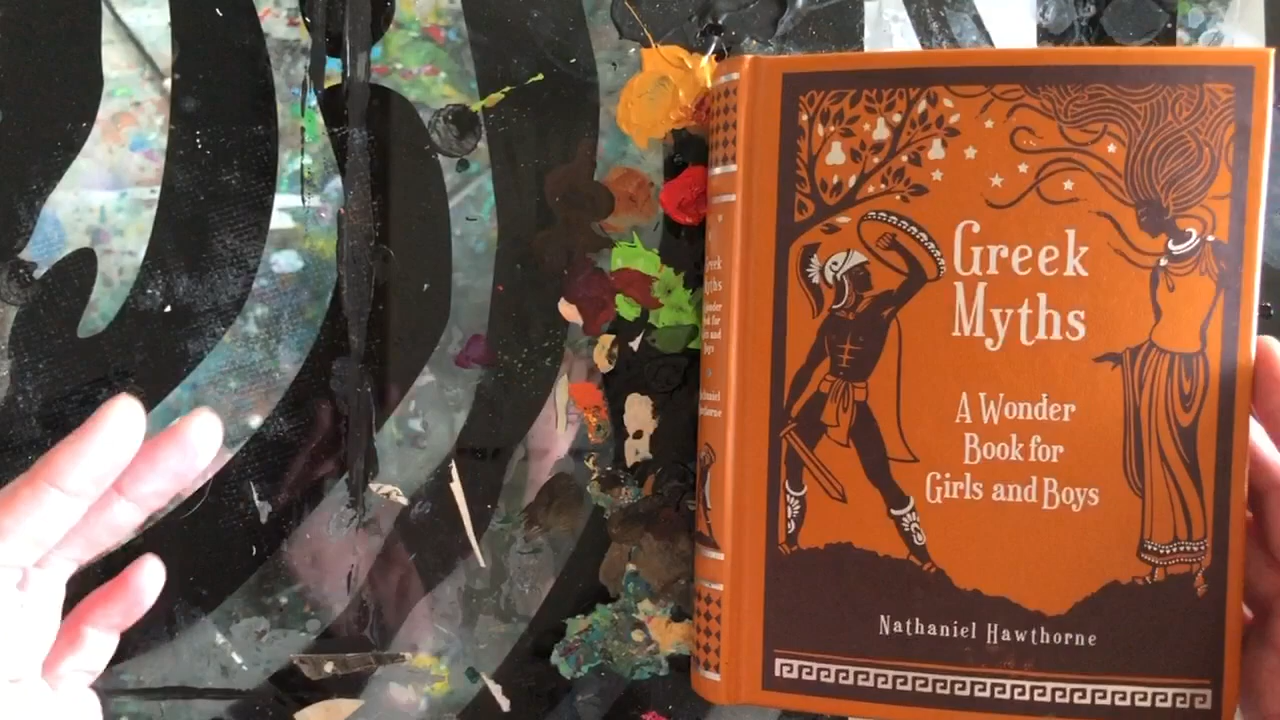 Greek
Myths
A Wonder
Book for
Girls and Boys
Nathaniel Hawthorne